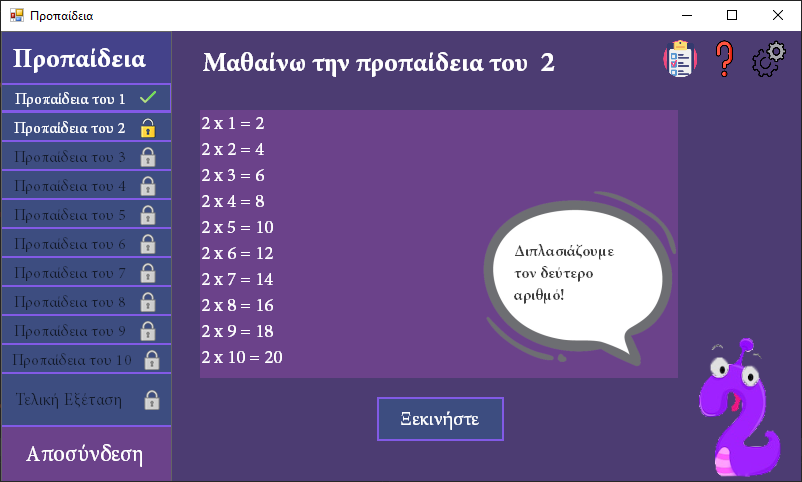 Προπαίδεια
Προπαίδεια
Προπαίδεια του 1
Προπαίδεια του 2
Προπαίδεια του 3
Προπαίδεια του 4
Προπαίδεια του 5
Προπαίδεια του 6
Προπαίδεια του 7
Προπαίδεια του 8
Προπαίδεια του 9
Προπαίδεια του 10
Τελική Εξέταση
Αποσύνδεση
Μαθαίνω την προπαίδεια του 2
2 x 1 = 2
2 x 2 = 4
2 x 3 = 6
2 x 4 = 8
2 x 5 = 10
2 x 6 = 12
2 x 7 = 14
2 x 8 = 16
2 x 9 = 18
2 x 10 = 20
Διπλασιάζουμε
τον δεύτερο
αριθμό!
Ξεκινήστε